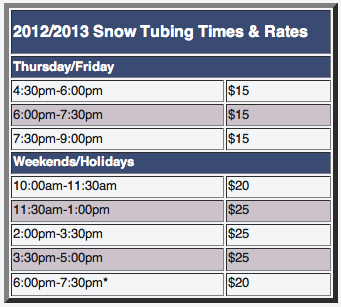 2012/2013 Snow Tubing Times & Rates
Thursday/Friday
4:30pm-6:00pm $15
6:00pm-7:30pm $15
7:30pm-9:00pm $15
Weekends/Holidays
10:00am-11:30am $20
11:30am-1:00pm $25
2:00pm-3:30pm $25
3:30pm-5:00pm $25
6:00pm-7:30pm* $20